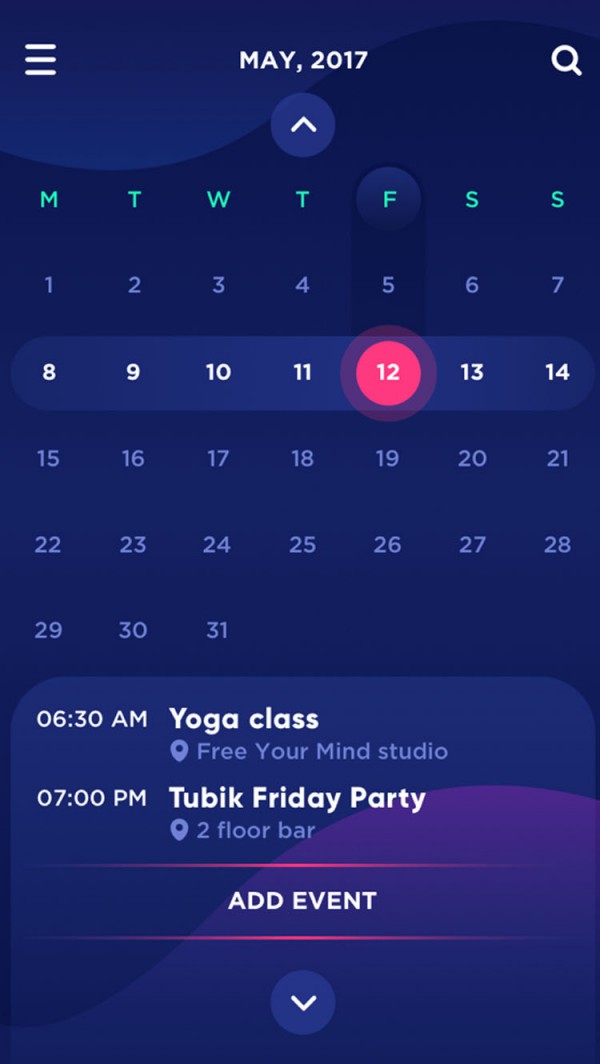 MAY, 2017
M T W T F S S
1 2 3 4 5 6 7
8 9 10 11 12 13 14
15 16 17 18 19 20 21
22 23 24 25 26 27 28
29 30 31
06:30 AM Yoga class
Free Your Mind studio
07:00 PM Tubik Friday Party
2 floor bar
ADD EVENT